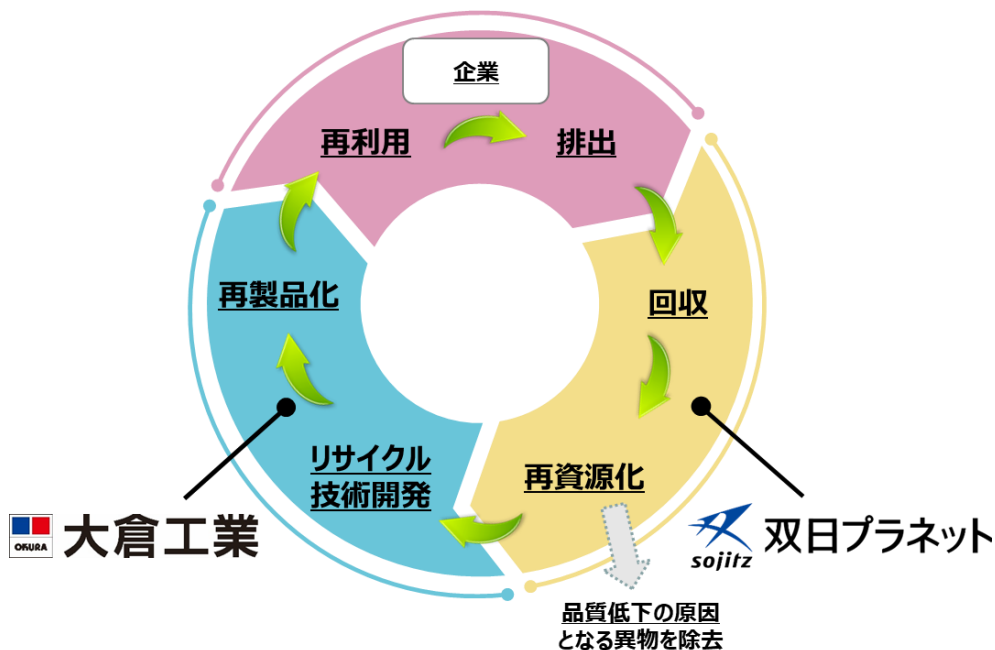 企業
再利用
排出
再製品化
回収
リサイクル
技術開発
再資源化
OKURA 大倉工業
sojitz 双日プラネット
品質低下の原因
となる異物を除去